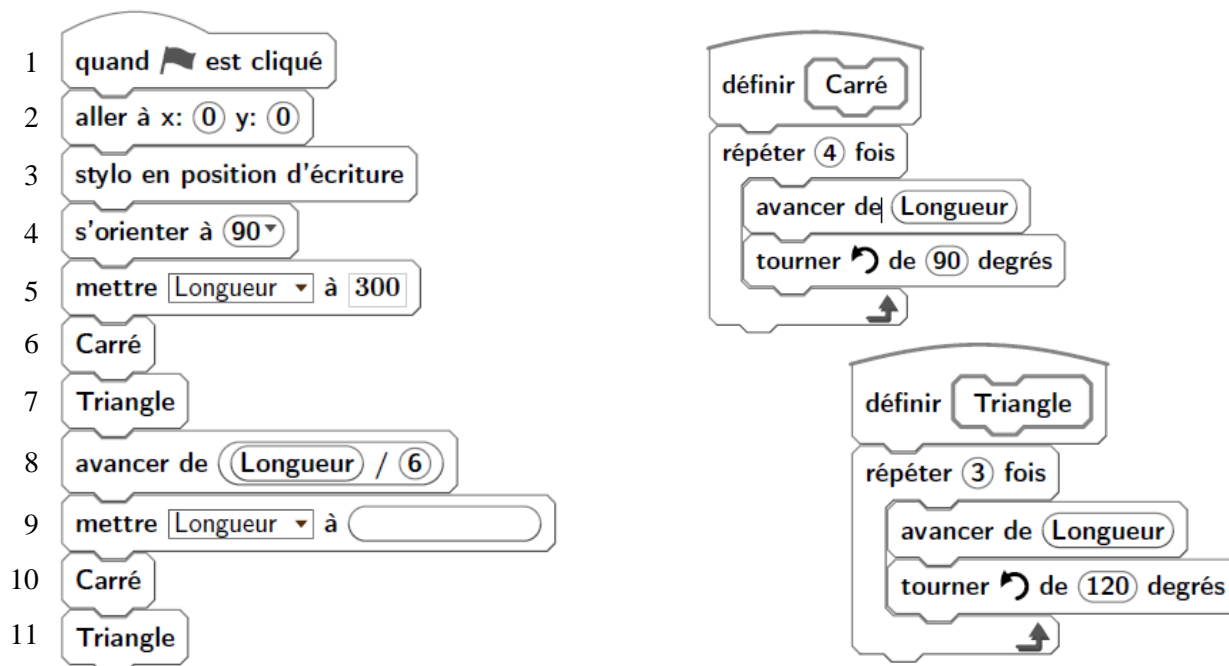 1 quand est cliqué
2 aller à x: 0 y: 0
3 stylo en position d'écriture
4 s'orienter à 90
5 mettre Longueur à 300
6 Carré
7 Triangle
8 avancer de Longueur / 6
9 mettre Longueur à
10 Carré
11 Triangle
définir Carré
répéter 4 fois
avancer de Longueur
tourner de 90 degrés
définir Triangle
répéter 3 fois
avancer de Longueur
tourner de 120 degrés